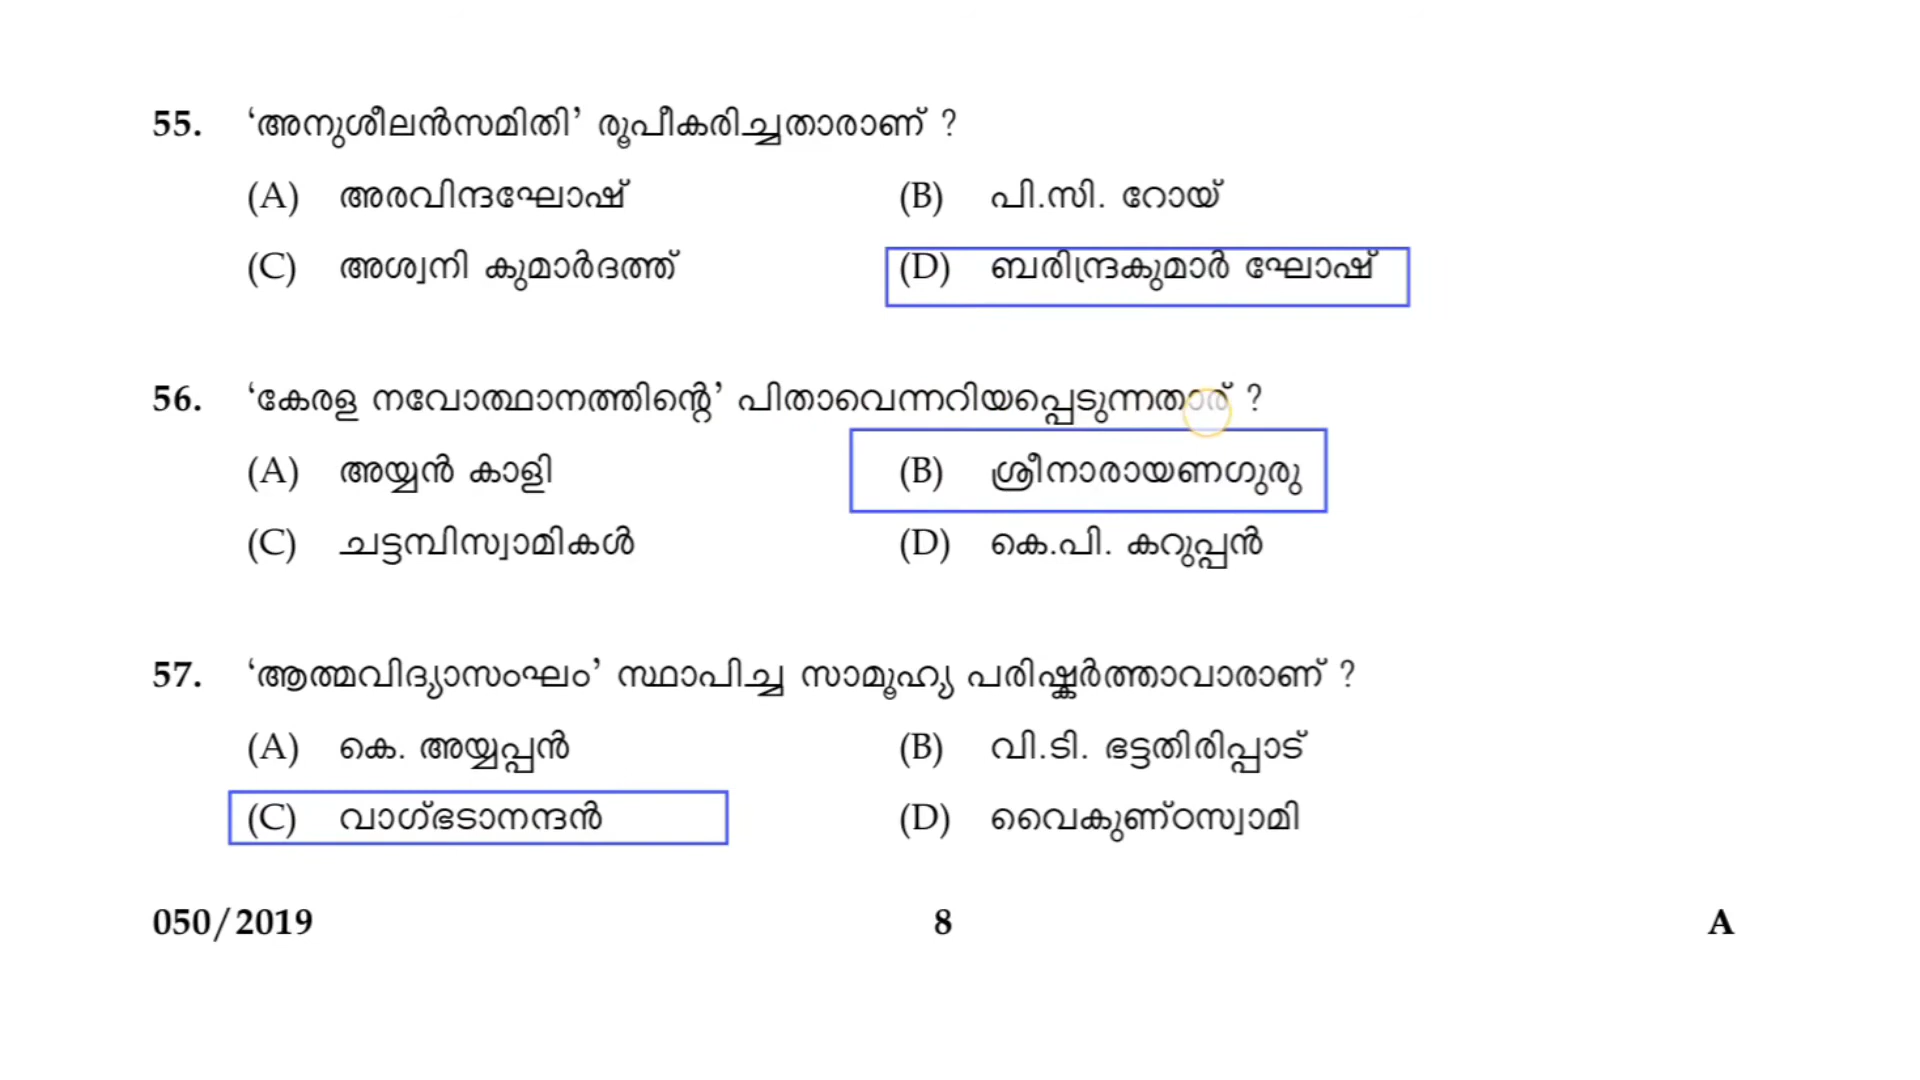 55. ‘അനുശീലൻസമിതി’ രൂപീകരിച്ചതാരാണ് ?
(A) അരവിന്ദഘോഷ് (B) പി.സി. റോയ്
(C) അശ്വനി കുമാർദത്ത് (D) ബരിന്ദ്രകുമാർ ഘോഷ്
56. ‘കേരള നവോത്ഥാനത്തിന്റെ’ പിതാവെന്നറിയപ്പെടുന്നതാര് ?
(A) അയ്യൻ കാളി (B) ശ്രീനാരായണഗുരു
(C) ചട്ടമ്പിസ്വാമികൾ (D) കെ.പി. കറുപ്പൻ
57. ‘ആത്മവിദ്യാസംഘം’ സ്ഥാപിച്ച സാമൂഹ്യ പരിഷ്കർത്താവാരാണ് ?
(A) കെ. അയ്യപ്പൻ (B) വി.ടി. ഭട്ടതിരിപ്പാട്
(C) വാഗ്ഭടാനന്ദൻ (D) വൈകുണ്ഠസ്വാമി
050/2019 8 A